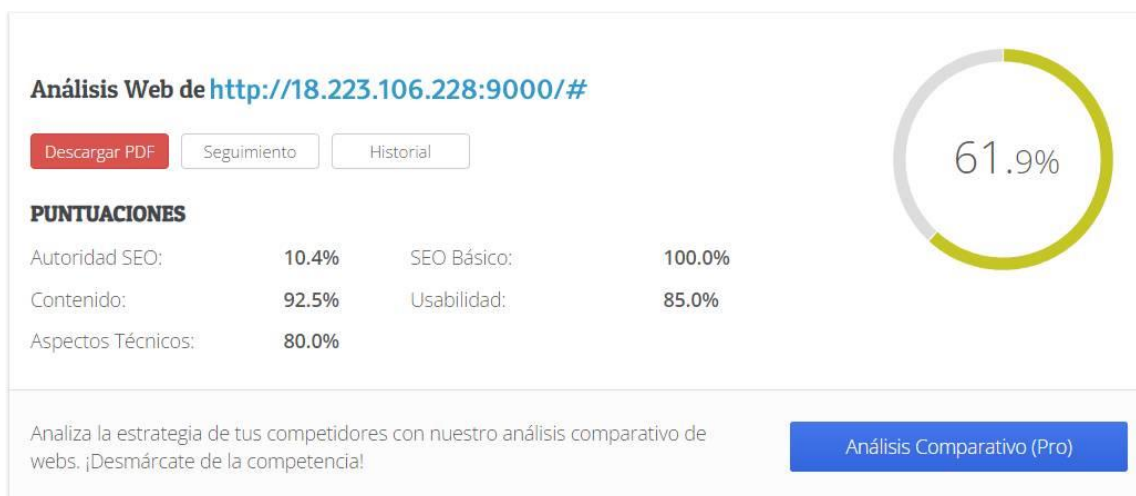 Análisis Web de http://18.223.106.228:9000/#
Descargar PDF Seguimiento Historial
61.9%
PUNTUACIONES
Autoridad SEO: 10.4% SEO Básico: 100.0%
Contenido: 92.5% Usabilidad: 85.0%
Aspectos Técnicos: 80.0%
Analiza la estrategia de tus competidores con nuestro análisis comparativo de
webs. ¡Desmárcate de la competencia!
Análisis Comparativo (Pro)